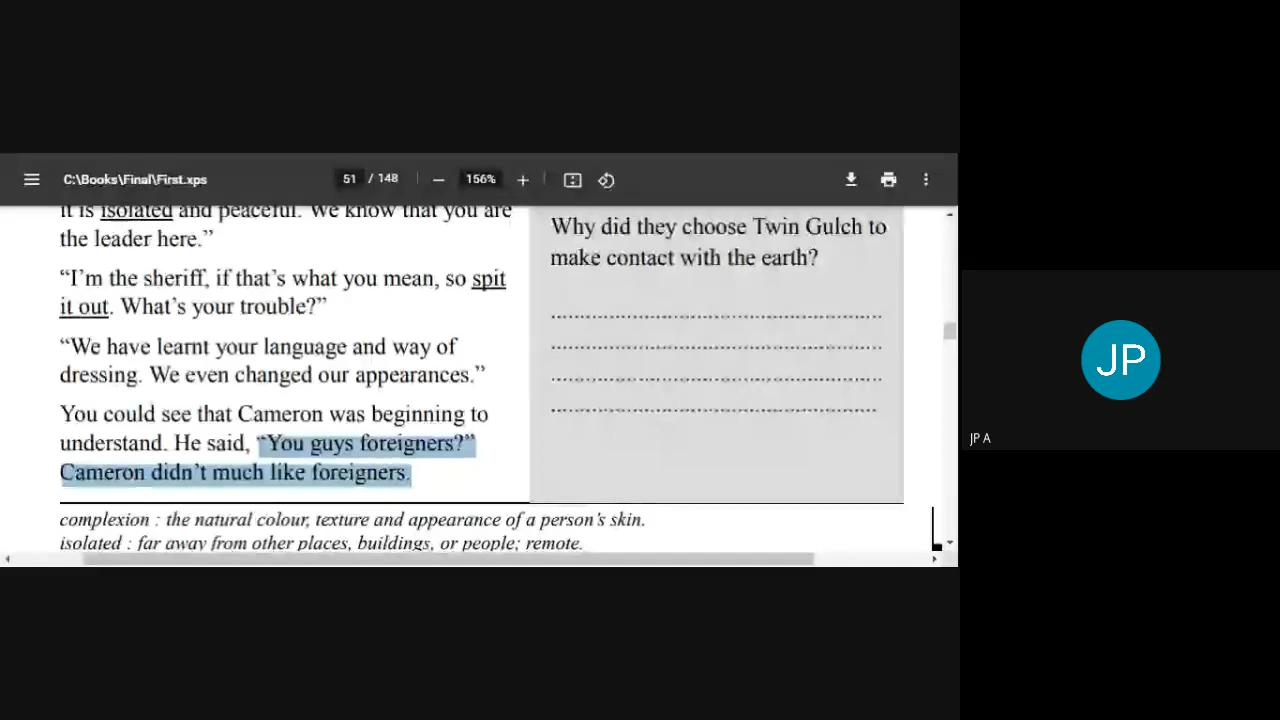 C:\Books\Final\First.xps
51 / 148
156%
it is isolated and peaceful. We know that you are
the leader here.”
“I’m the sheriff, if that’s what you mean, so spit
it out. What’s your trouble?”
“We have learnt your language and way of
dressing. We even changed our appearances.”
You could see that Cameron was beginning to
understand. He said, “You guys foreigners?”
Cameron didn’t much like foreigners.
Why did they choose Twin Gulch to
make contact with the earth?
complexion : the natural colour, texture and appearance of a person’s skin.
isolated : far away from other places, buildings, or people; remote.
JP
JP A